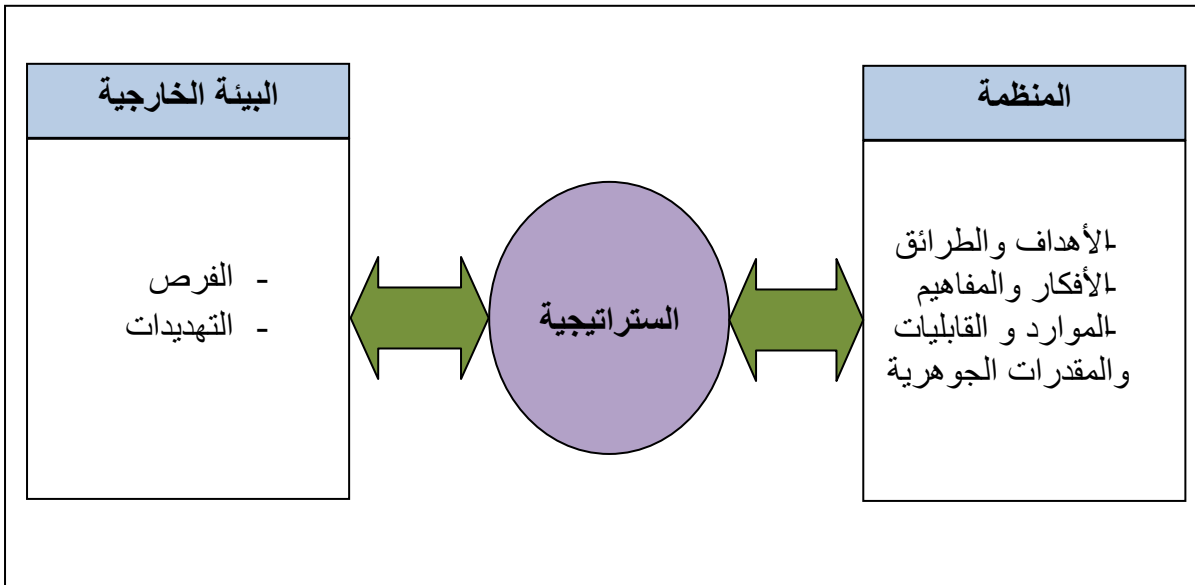 المنظمة
-الأهداف والطرائق
-الأفكار والمفاهيم
-الموارد و القابليات
والمقدرات الجوهرية
الستراتيجية
البيئة الخارجية
- الفرص
- التهديدات